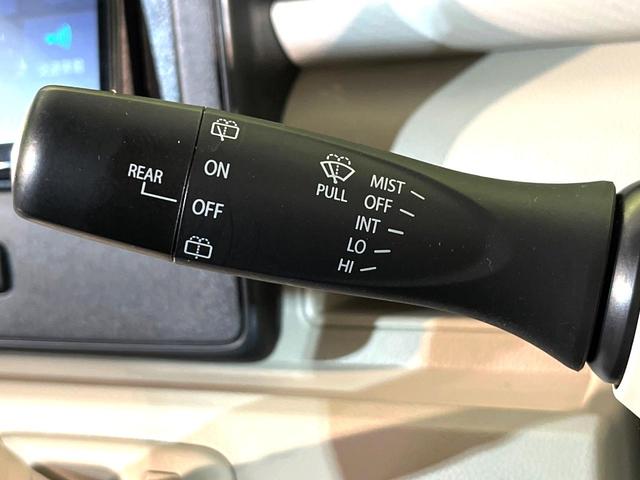 REAR
ON
OFF
PULL
MIST
OFF
INT
LO
HI